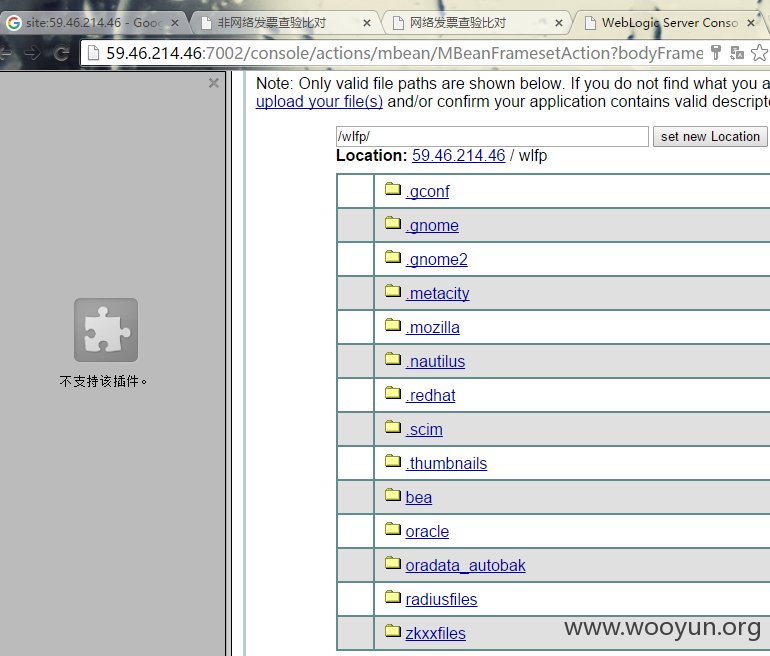 site:59.46.214.46 - Goog
非网络发票查验比对
网络发票查验比对
WebLogic Server Conso
59.46.214.46:7002/console/actions/mbean/MBeanFramesetAction?bodyFrame
Note: Only valid file paths are shown below. If you do not find what you a
upload your file(s) and/or confirm your application contains valid descript
/wlfp/
set new Location
Location: 59.46.214.46 / wlfp
.gconf
.gnome
.gnome2
.metacity
.mozilla
.nautilus
不支持该插件。
.redhat
.scim
.thumbnails
bea
oracle
oradata_autobak
radiusfiles
zkxxfiles
www.wooyun.org